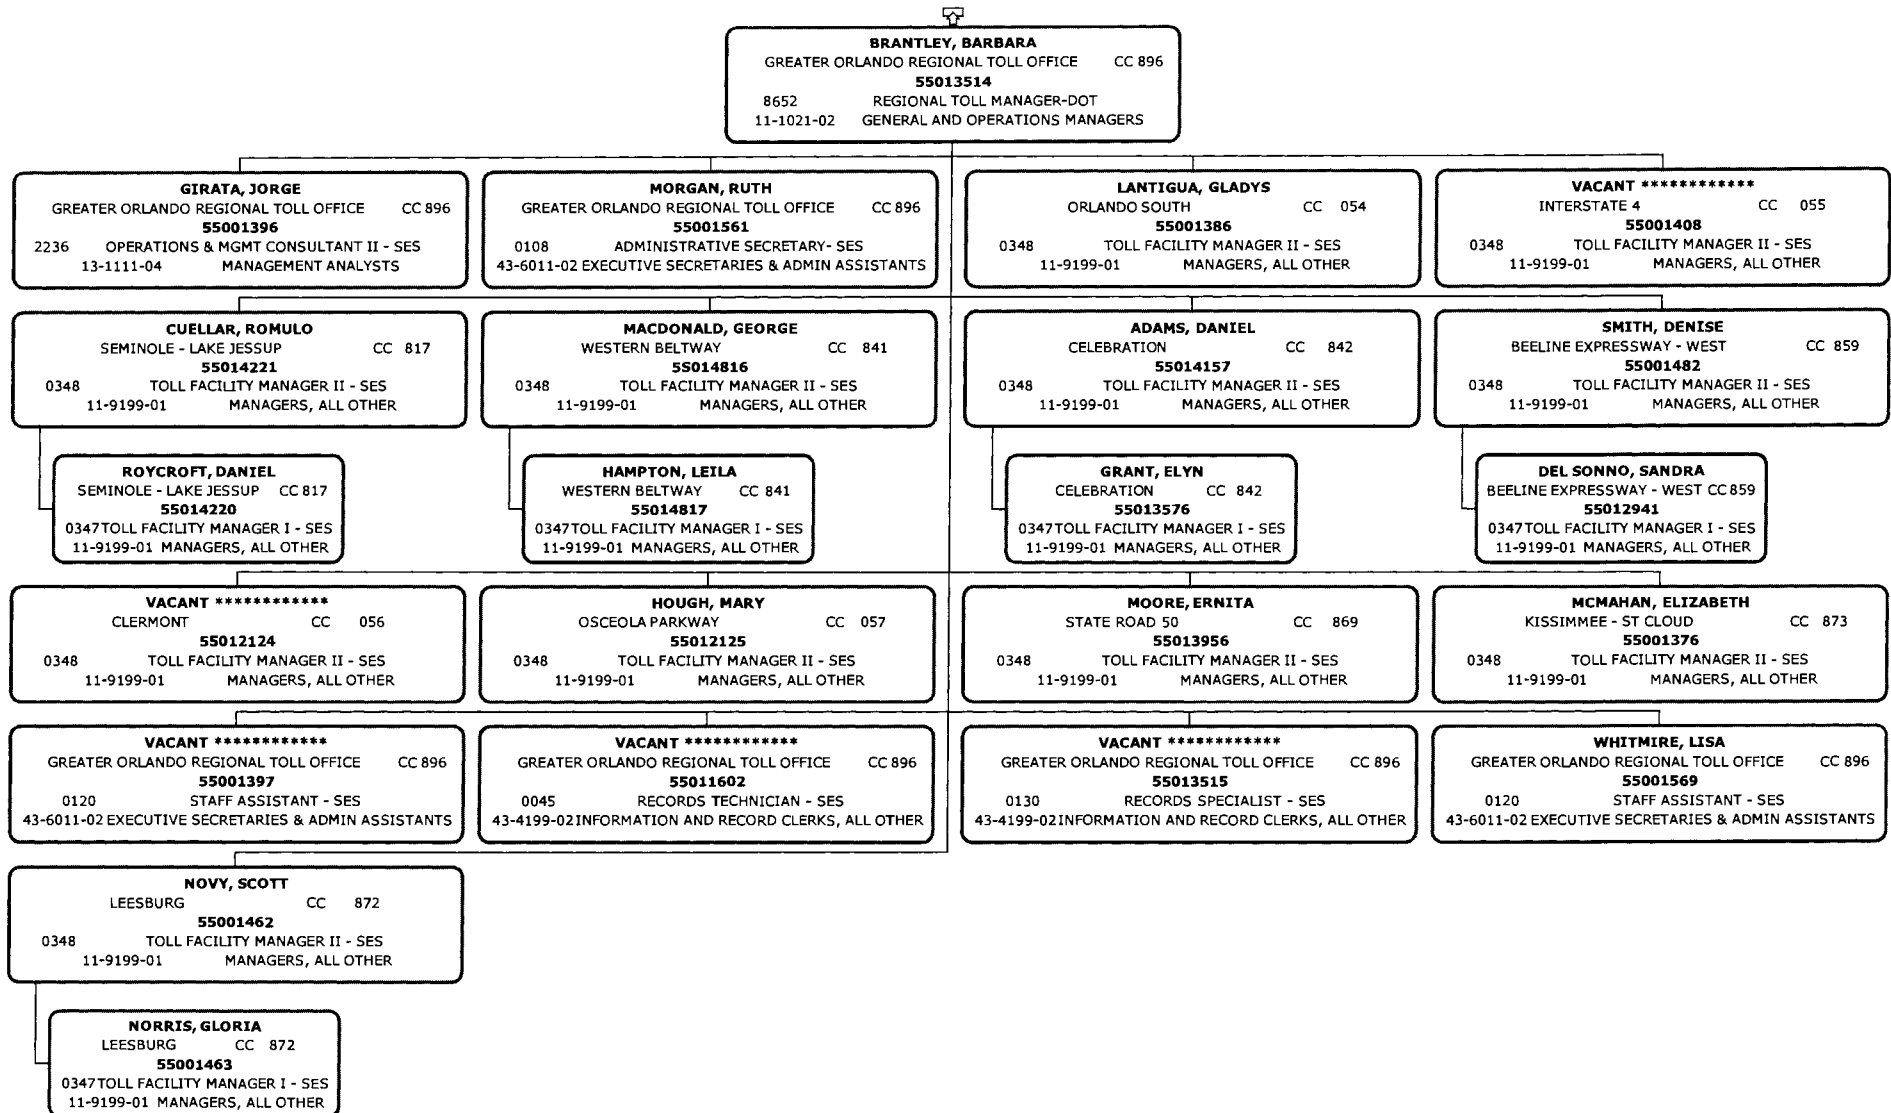 BRANTLEY, BARBARA
GREATER ORLANDO REGIONAL TOLL OFFICE CC 896
55013514
8652 REGIONAL TOLL MANAGER-DOT
11-1021-02 GENERAL AND OPERATIONS MANAGERS
GIRATA, JORGE
GREATER ORLANDO REGIONAL TOLL OFFICE CC 896
55001396
2236 OPERATIONS & MGMT CONSULTANT II - SES
13-1111-04 MANAGEMENT ANALYSTS
MORGAN, RUTH
GREATER ORLANDO REGIONAL TOLL OFFICE CC 896
55001561
0108 ADMINISTRATIVE SECRETARY- SES
43-6011-02 EXECUTIVE SECRETARIES & ADMIN ASSISTANTS
LANTIGUA, GLADYS
ORLANDO SOUTH CC 054
55001386
0348 TOLL FACILITY MANAGER II - SES
11-9199-01 MANAGERS, ALL OTHER
VACANT ************
INTERSTATE 4 CC 055
55001408
0348 TOLL FACILITY MANAGER II - SES
11-9199-01 MANAGERS, ALL OTHER
CUELLAR, ROMULO
SEMINOLE - LAKE JESSUP CC 817
55014221
0348 TOLL FACILITY MANAGER II - SES
11-9199-01 MANAGERS, ALL OTHER
MACDONALD, GEORGE
WESTERN BELTWAY CC 841
5S014816
0348 TOLL FACILITY MANAGER II - SES
11-9199-01 MANAGERS, ALL OTHER
ADAMS, DANIEL
CELEBRATION CC 842
55014157
0348 TOLL FACILITY MANAGER II - SES
11-9199-01 MANAGERS, ALL OTHER
SMITH, DENISE
BEELINE EXPRESSWAY - WEST CC 859
55001482
0348 TOLL FACILITY MANAGER II - SES
11-9199-01 MANAGERS, ALL OTHER
ROYCROFT, DANIEL
SEMINOLE - LAKE JESSUP CC 817
55014220
0347TOLL FACILITY MANAGER I - SES
11-9199-01 MANAGERS, ALL OTHER
HAMPTON, LEILA
WESTERN BELTWAY CC 841
55014817
0347TOLL FACILITY MANAGER I - SES
11-9199-01 MANAGERS, ALL OTHER
GRANT, ELYN
CELEBRATION CC 842
55013576
0347TOLL FACILITY MANAGER I - SES
11-9199-01 MANAGERS, ALL OTHER
DEL SONNO, SANDRA
BEELINE EXPRESSWAY - WEST CC 859
55012941
0347TOLL FACILITY MANAGER I - SES
11-9199-01 MANAGERS, ALL OTHER
VACANT ************
CLERMONT CC 056
55012124
0348 TOLL FACILITY MANAGER II - SES
11-9199-01 MANAGERS, ALL OTHER
HOUGH, MARY
OSCEOLA PARKWAY CC 057
55012125
0348 TOLL FACILITY MANAGER II - SES
11-9199-01 MANAGERS, ALL OTHER
MOORE, ERNITA
STATE ROAD 50 CC 869
55013956
0348 TOLL FACILITY MANAGER II - SES
11-9199-01 MANAGERS, ALL OTHER
MCMAHAN, ELIZABETH
KISSIMMEE - ST CLOUD CC 873
55001376
0348 TOLL FACILITY MANAGER II - SES
11-9199-01 MANAGERS, ALL OTHER
VACANT ************
GREATER ORLANDO REGIONAL TOLL OFFICE CC 896
55001397
0120 STAFF ASSISTANT - SES
43-6011-02 EXECUTIVE SECRETARIES & ADMIN ASSISTANTS
VACANT ************
GREATER ORLANDO REGIONAL TOLL OFFICE CC 896
55011602
0045 RECORDS TECHNICIAN - SES
43-4199-02INFORMATION AND RECORD CLERKS, ALL OTHER
VACANT ************
GREATER ORLANDO REGIONAL TOLL OFFICE CC 896
55013515
0130 RECORDS SPECIALIST - SES
43-4199-02INFORMATION AND RECORD CLERKS, ALL OTHER
WHITMIRE, LISA
GREATER ORLANDO REGIONAL TOLL OFFICE CC 896
55001569
0120 STAFF ASSISTANT - SES
43-6011-02 EXECUTIVE SECRETARIES & ADMIN ASSISTANTS
NOVY, SCOTT
LEESBURG CC 872
55001462
0348 TOLL FACILITY MANAGER II - SES
11-9199-01 MANAGERS, ALL OTHER
NORRIS, GLORIA
LEESBURG CC 872
55001463
0347TOLL FACILITY MANAGER I - SES
11-9199-01 MANAGERS, ALL OTHER